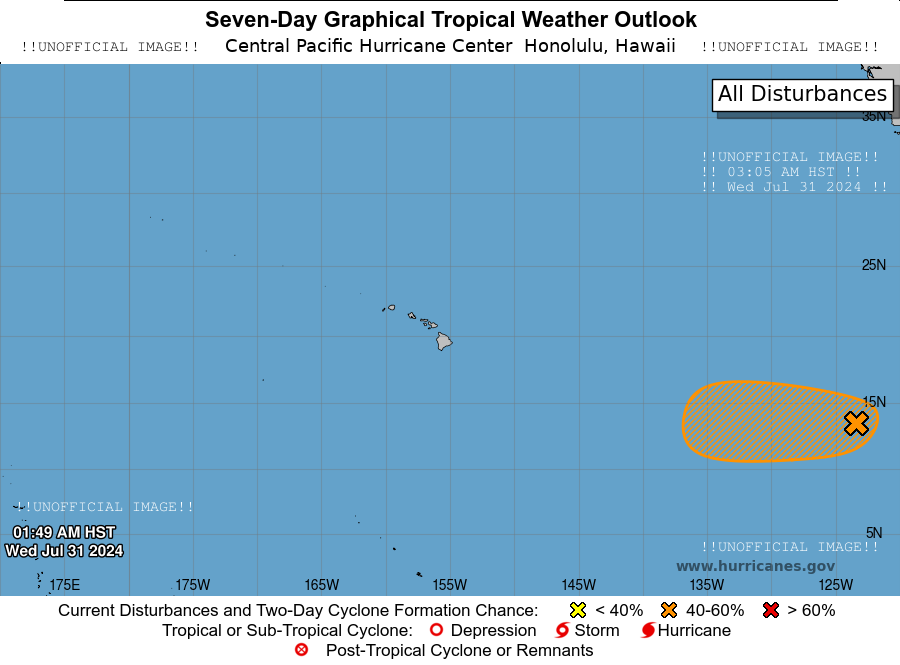 Seven-Day Graphical Tropical Weather Outlook
!!UNOFFICIAL IMAGE!! Central Pacific Hurricane Center Honolulu, Hawaii !!UNOFFICIAL IMAGE!!
All Disturbances
35N
!!UNOFFICIAL IMAGE!!
!! 03:05 AM HST !!
!! Wed Jul 31 2024 !!
25N
15N
!!UNOFFICIAL IMAGE!!
01:49 AM HST
Wed Jul 31 2024
5N
!!UNOFFICIAL IMAGE!!
www.hurricanes.gov
175E 175W 165W 155W 145W 135W 125W
Current Disturbances and Two-Day Cyclone Formation Chance: < 40% 40-60% > 60%
Tropical or Sub-Tropical Cyclone: Depression Storm Hurricane
Post-Tropical Cyclone or Remnants